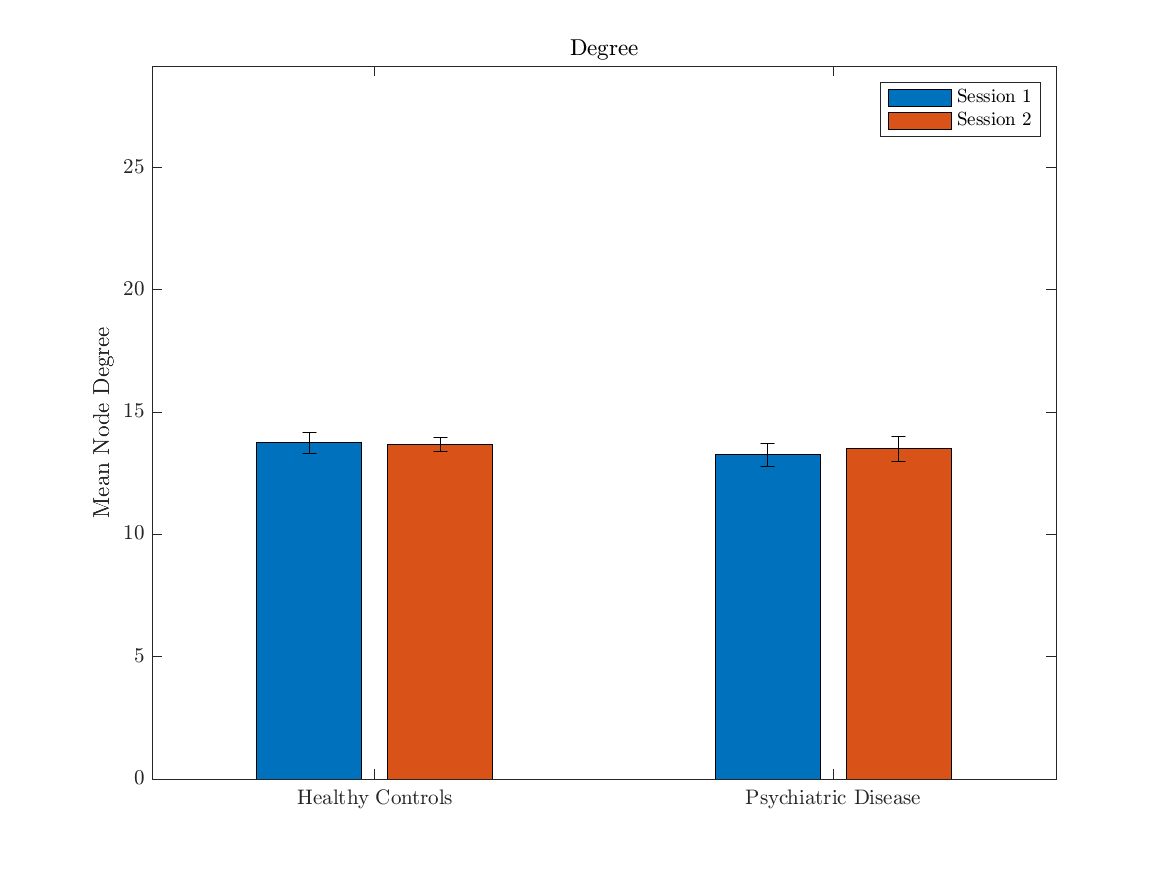 Degree
Session 1
Session 2
25
20
15
10
5
0
Mean Node Degree
Healthy Controls
Psychiatric Disease